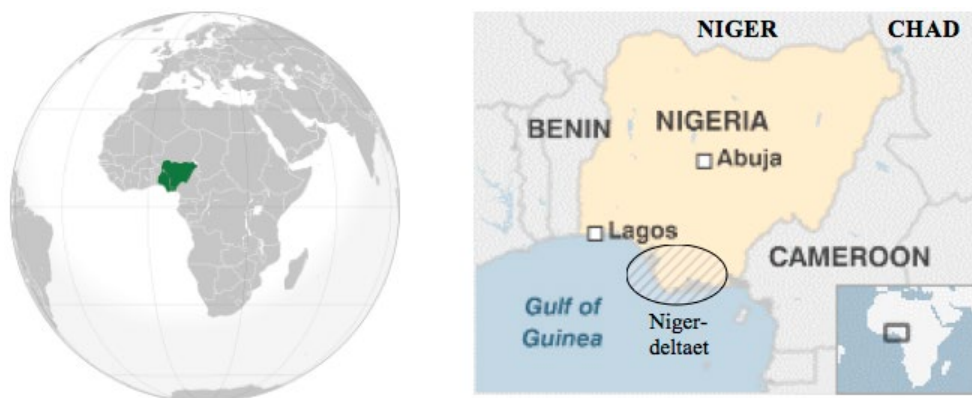 NIGER
CHAD
BENIN
NIGERIA
Abuja
Lagos
CAMEROON
Gulf of
Guinea
Niger-
deltaet